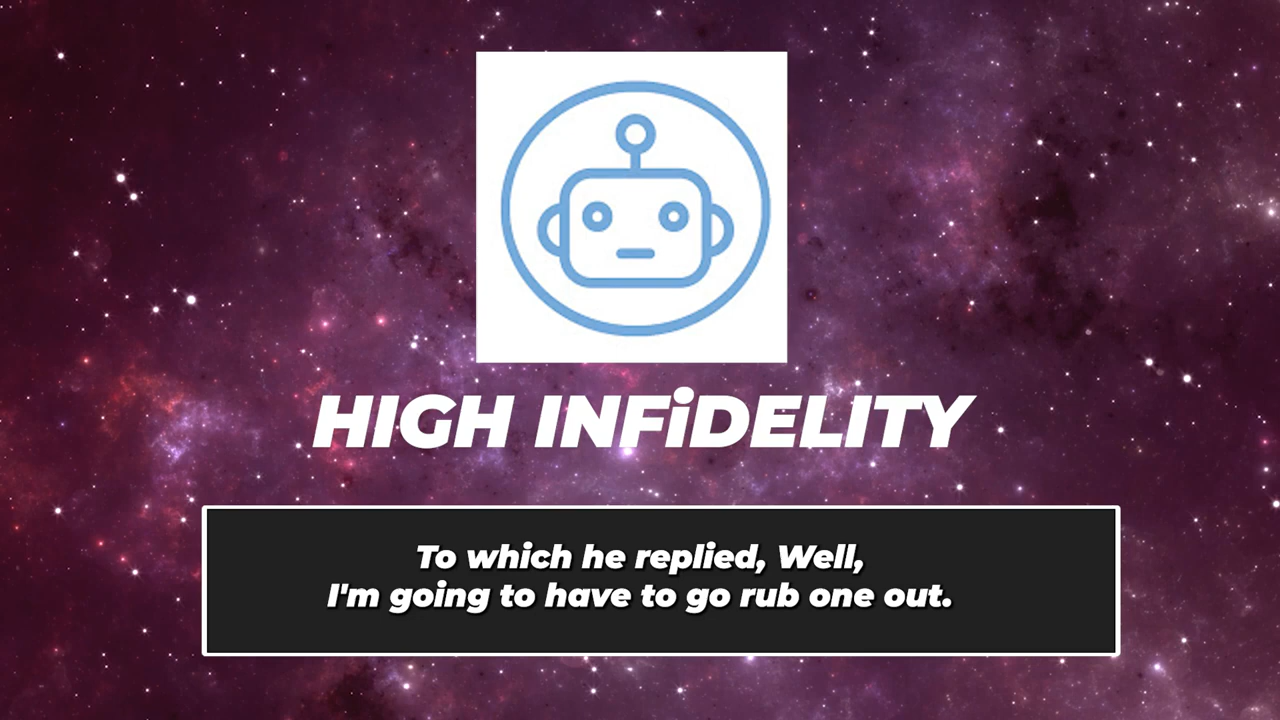 HIGH INFiDELITY
To which he replied, Well,
I'm going to have to go rub one out.